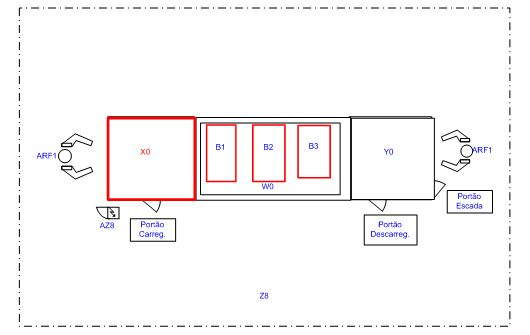 ARF1
X0
B1
B2
B3
W0
Y0
ARF1
AZ8
Portão
Carreg.
Portão
Descarreg.
Portão
Escada
Z8